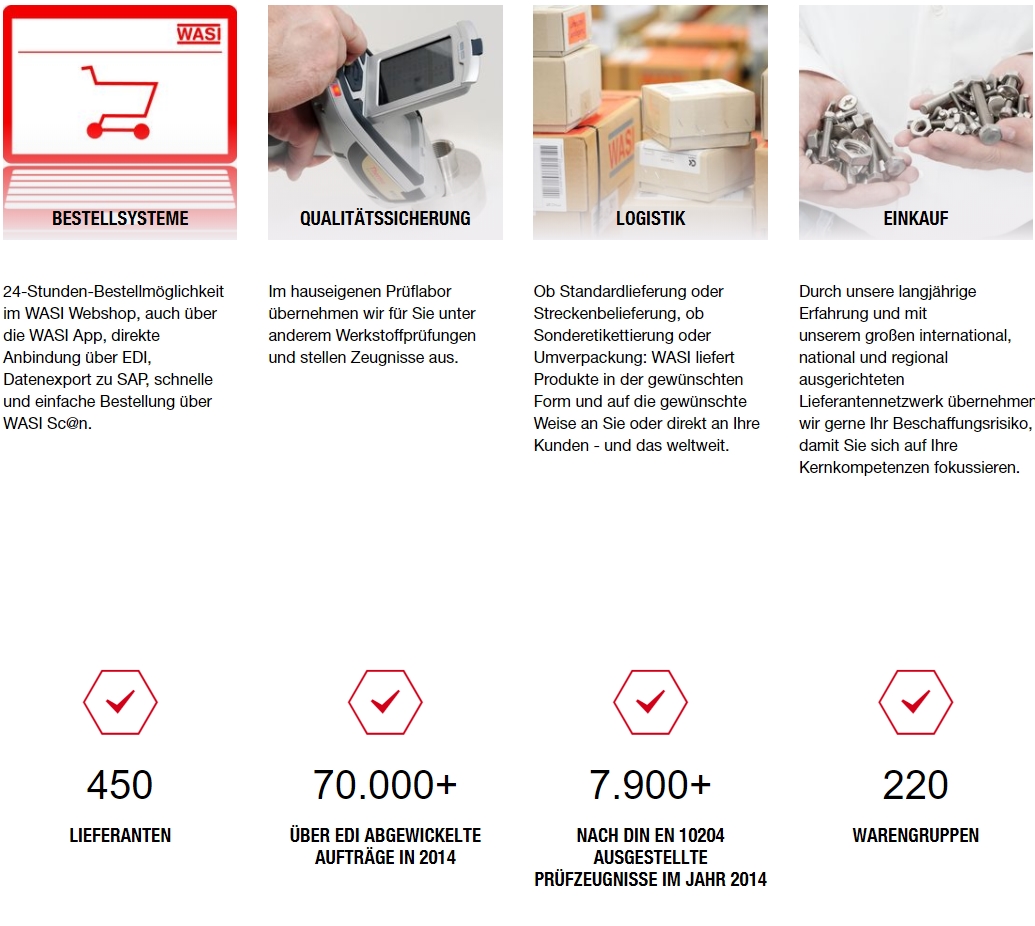 WASI
BESTELLSYSTEME
24-Stunden-Bestellmöglichkeit
im WASI Webshop, auch über
die WASI App, direkte
Anbindung über EDI,
Datenexport zu SAP, schnelle
und einfache Bestellung über
WASI Sc@n.
QUALITÄTSSICHERUNG
Im hauseigenen Prüflabor
übernehmen wir für Sie unter
anderem Werkstoffprüfungen
und stellen Zeugnisse aus.
WASI
LOGISTIK
Ob Standardlieferung oder
Streckenbelieferung, ob
Sonderetikettierung oder
Umverpackung: WASI liefert
Produkte in der gewünschten
Form und auf die gewünschte
Weise an Sie oder direkt an Ihre
Kunden - und das weltweit.
EINKAUF
Durch unsere langjährige
Erfahrung und mit
unserem großen international,
national und regional
ausgerichteten
Lieferantennetzwerk übernehmen
wir gerne Ihr Beschaffungsrisiko,
damit Sie sich auf Ihre
Kernkompetenzen fokussieren.
450
LIEFERANTEN
70.000+
ÜBER EDI ABGEWICKELTE
AUFTRÄGE IN 2014
7.900+
NACH DIN EN 10204
AUSGESTELLTE
PRÜFZEUGNISSE IM JAHR 2014
220
WARENGRUPPEN